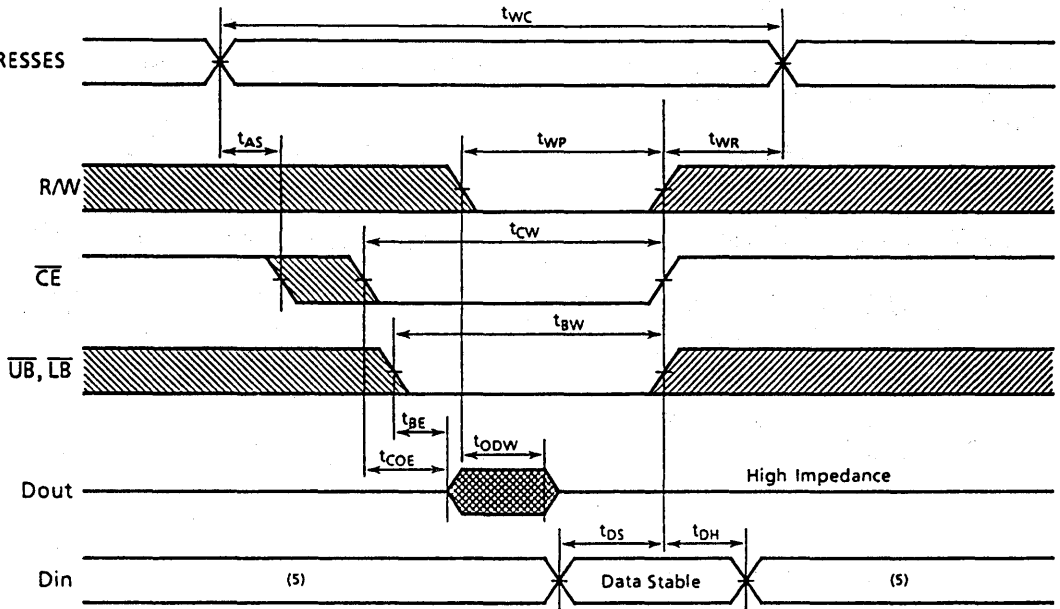 tWC
RESSES
tAS
tWP
tWR
R/W
tCW
CE
tBW
UB, LB
tBE
tODW
tCOE
Dout
High Impedance
tDS
tDH
Din
(5)
Data Stable
(5)